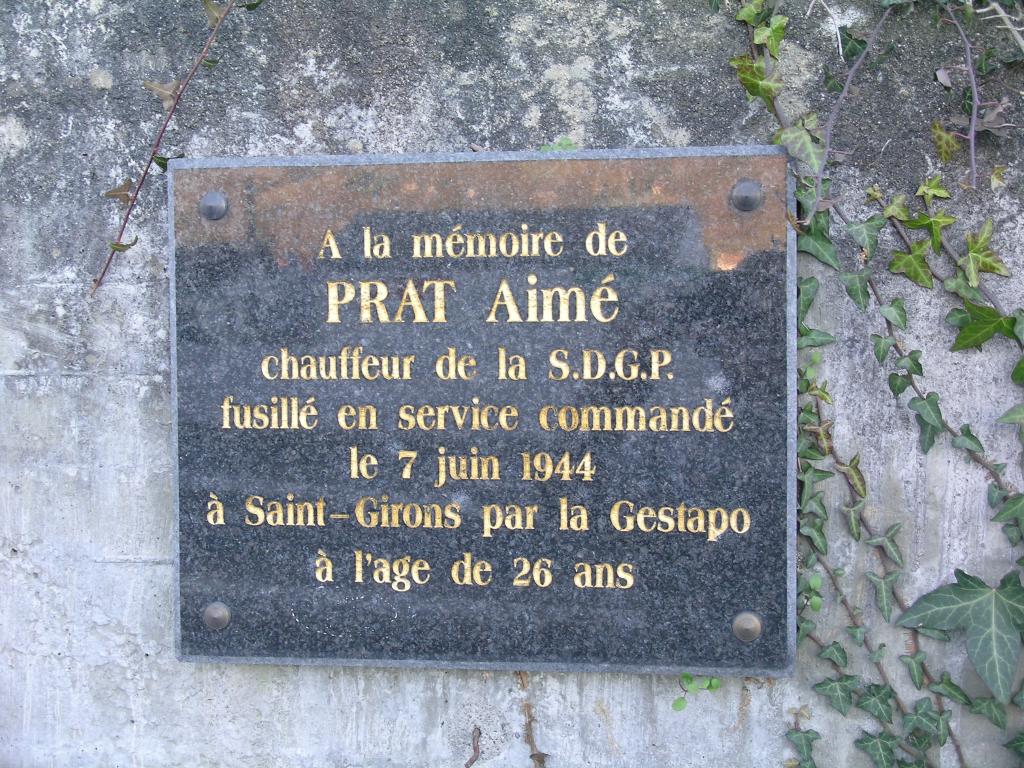 A la mémoire de
PRAT Aimé
chauffeur de la S.D.G.P.
fusillé en service commandé
le 7 juin 1944
à Saint-Girons par la Gestapo
à l'age de 26 ans